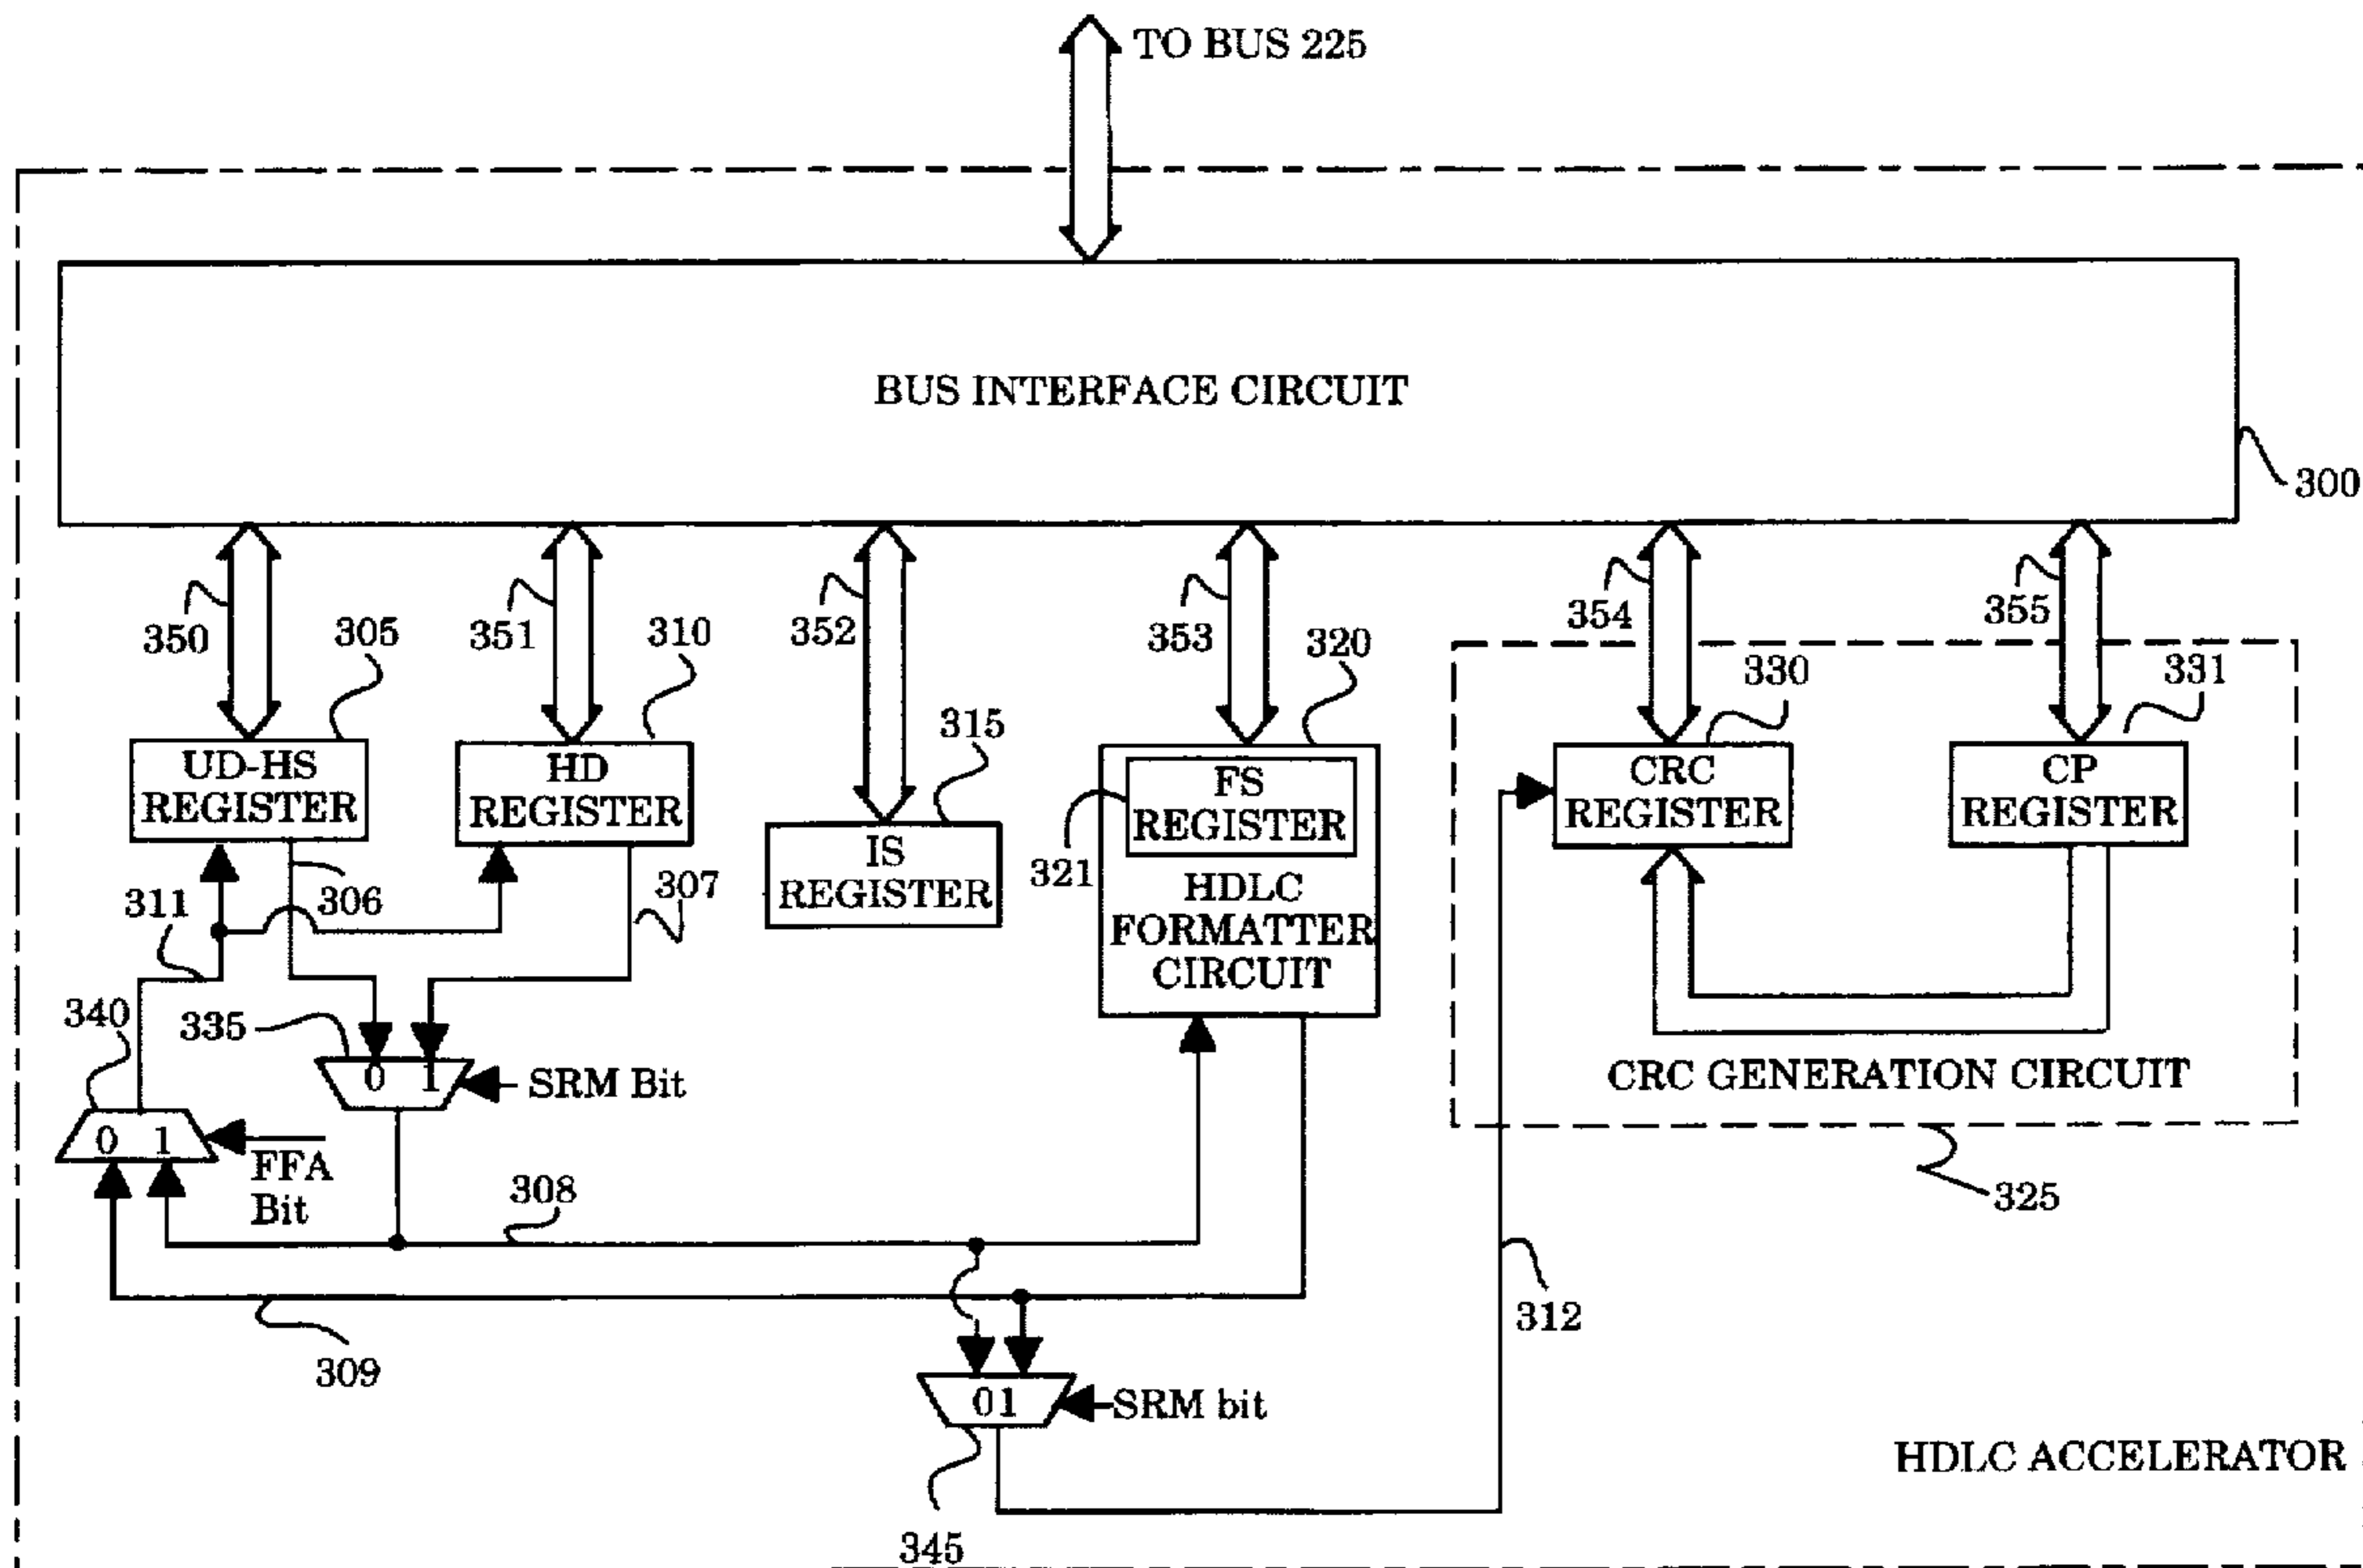 TO BUS 225
BUS INTERFACE CIRCUIT
300
350
305
351
310
352
315
353
320
354
330
355
331
UD-HS
REGISTER
HD
REGISTER
IS
REGISTER
FS
REGISTER
321
HDLC
FORMATTER
CIRCUIT
CRC
REGISTER
CP
REGISTER
311
306
307
340
335
0 1
SRM Bit
CRC GENERATION CIRCUIT
0 1
FFA
Bit
308
325
312
309
01
SRM bit
345
HDLC ACCELERATOR